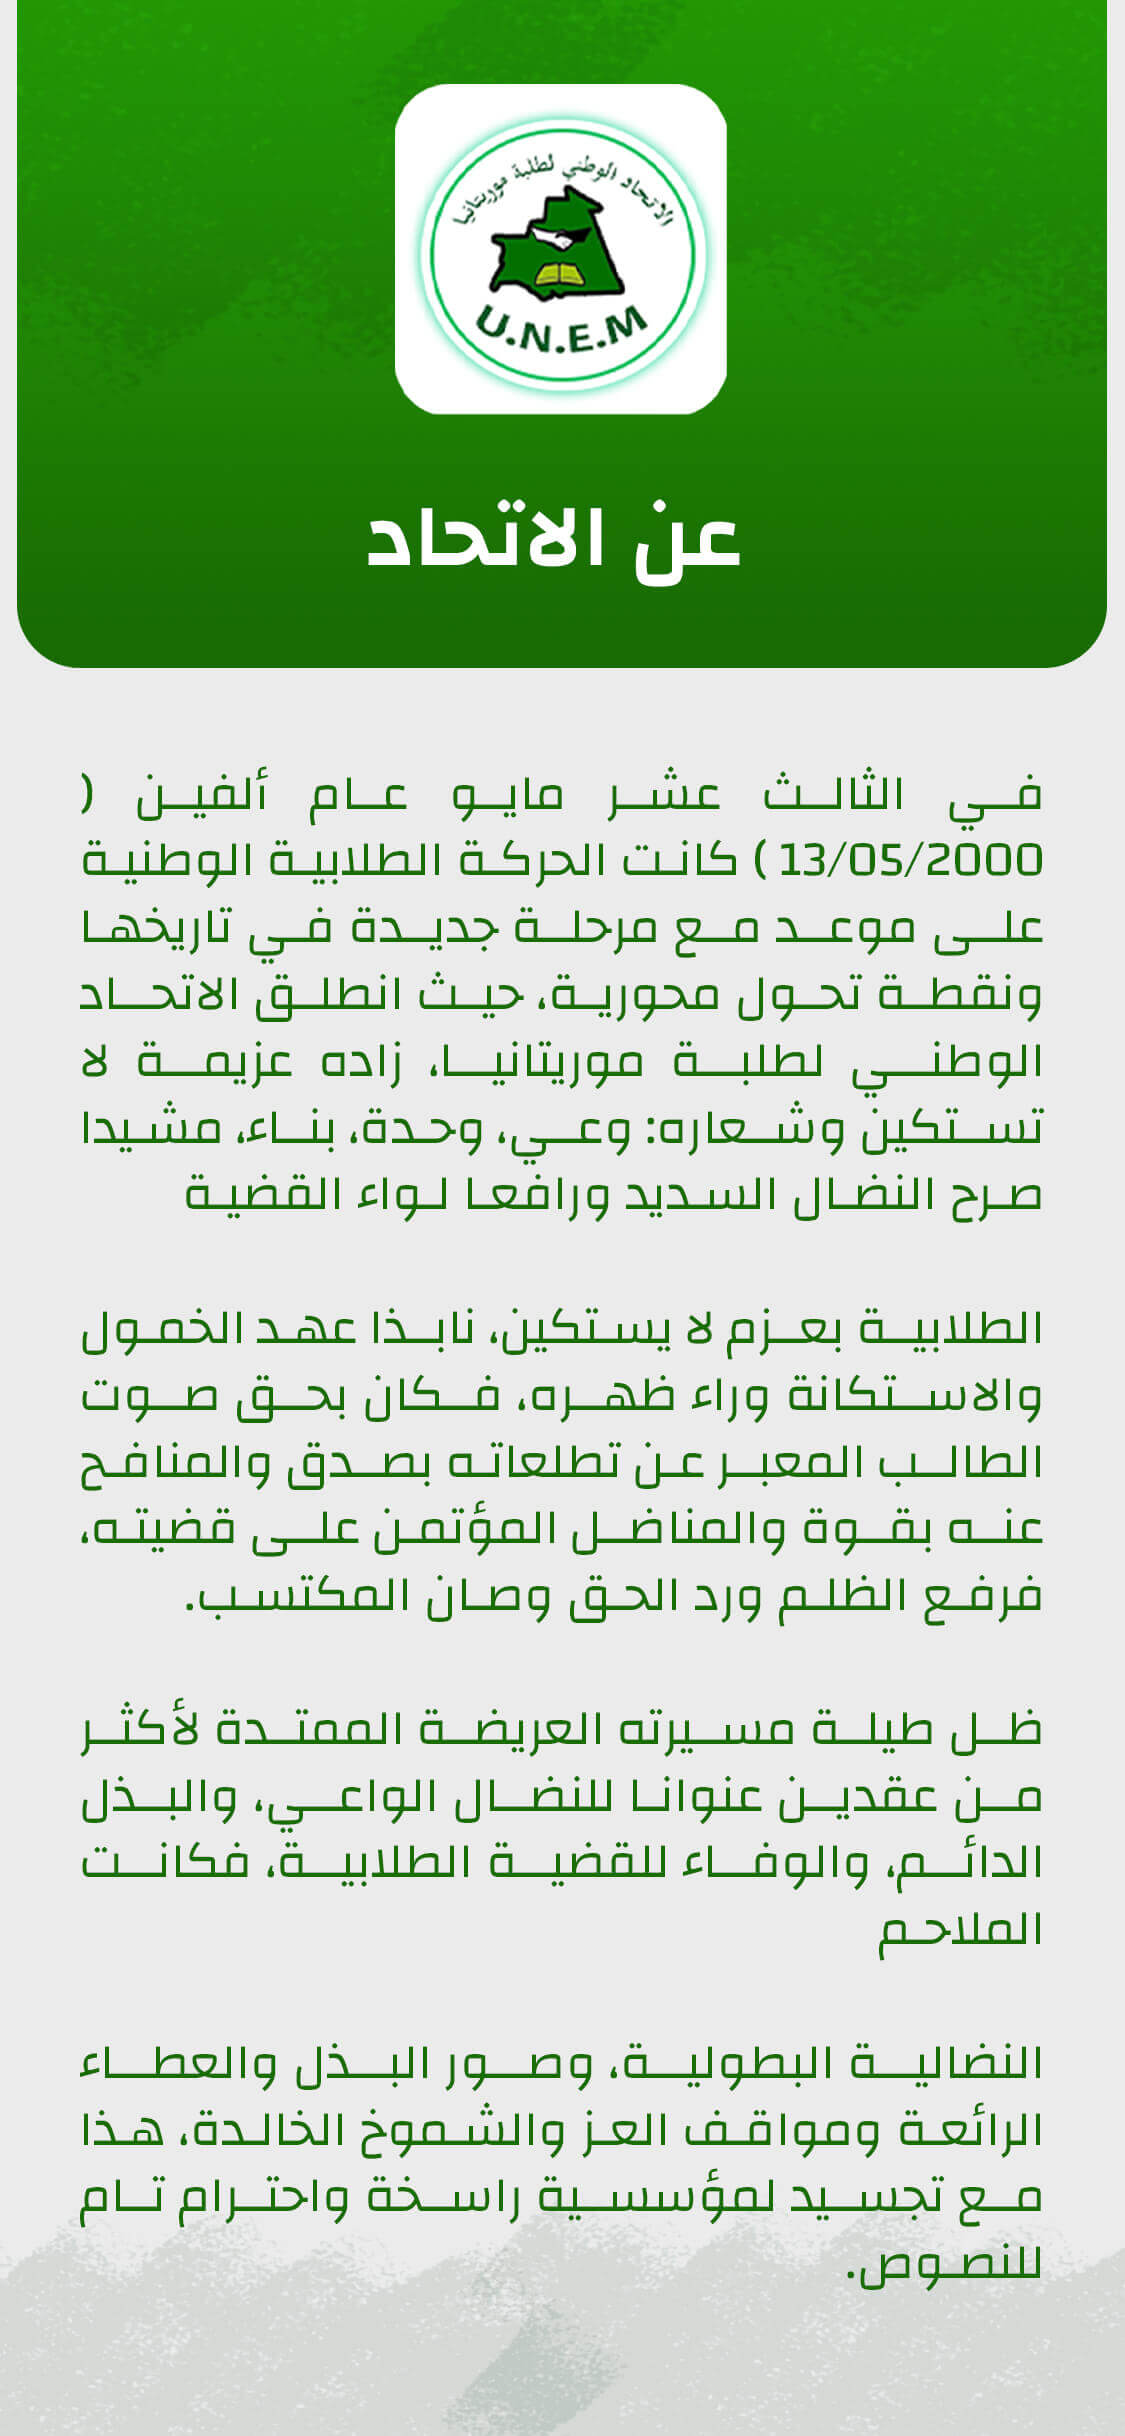 الاتحاد الوطني لطلبة موريتانيا
U.N.E.M
عن الاتحاد
في الثالث عشر مايو عام ألفين (
13/05/2000 ) كانت الحركة الطلابية الوطنية
على موعد مع مرحلة جديدة في تاريخها
ونقطة تحول محورية، حيث انطلق الاتحاد
الوطني لطلبة موريتانيا، زاده عزيمة لا
تستكين وشعاره: وعي، وحدة، بناء، مشيدا
صرح النضال السديد ورافعا لواء القضية
الطلابية بعزم لا يستكين، نابذا عهد الخمول
والاستكانة وراء ظهره، فكان بحق صوت
الطالب المعبر عن تطلعاته بصدق والمنافح
عنه بقوة والمناضل المؤتمن على قضيته،
فرفع الظلم ورد الحق وصان المكتسب.
ظل طيلة مسيرته العريضة الممتدة لأكثر
من عقدين عنوانا للنضال الواعي، والبذل
الدائم، والوفاء للقضية الطلابية، فكانت
الملاحم
النضالية البطولية، وصور البذل والعطاء
الرائعة ومواقف العز والشموخ الخالدة، هذا
مع تجسيد لمؤسسية راسخة واحترام تام
للنصوص.